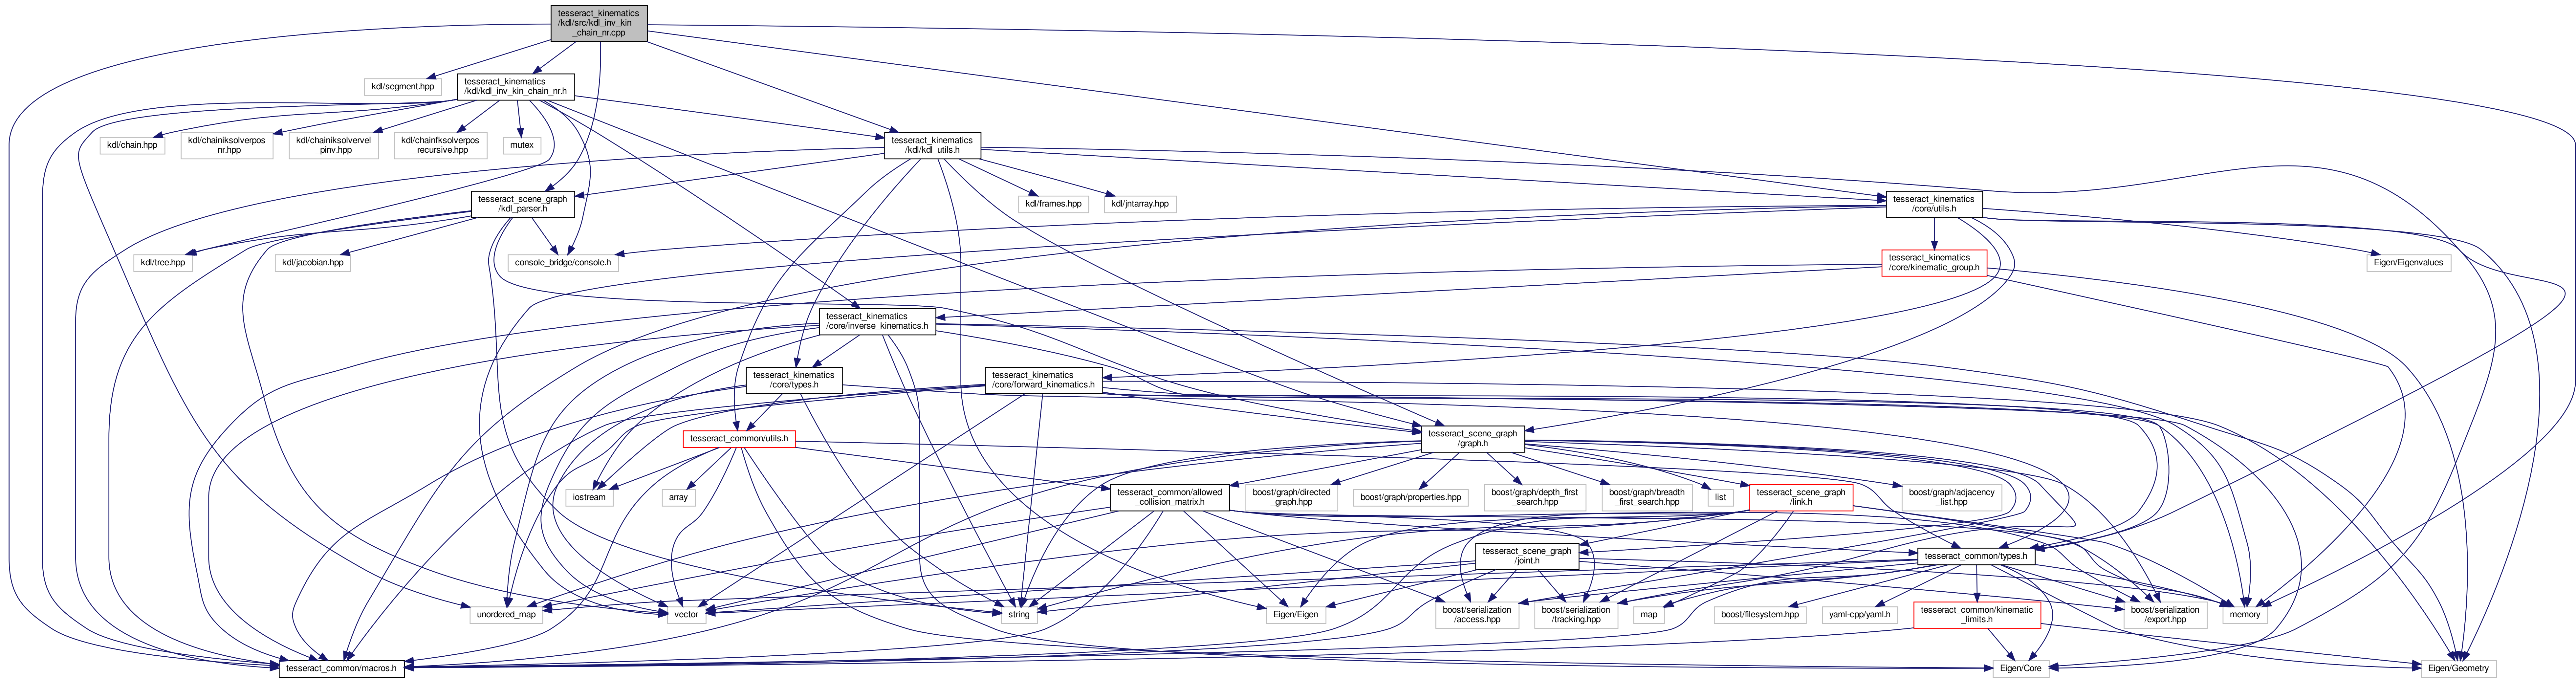 tesseract_kinematics
/kdl/src/kdl_inv_kin
_chain_nr.cpp
kdl/segment.hpp
tesseract_kinematics
/kdl/kdl_inv_kin_chain_nr.h
kdl/chain.hpp
kdl/chainiksolverpos
_nr.hpp
kdl/chainiksolvervel
_pinv.hpp
kdl/chainfksolverpos
_recursive.hpp
mutex
tesseract_kinematics
/kdl/kdl_utils.h
tesseract_scene_graph
/kdl_parser.h
kdl/frames.hpp
kdl/jntarray.hpp
tesseract_kinematics
/core/utils.h
kdl/tree.hpp
kdl/jacobian.hpp
console_bridge/console.h
tesseract_kinematics
/core/kinematic_group.h
Eigen/Eigenvalues
tesseract_kinematics
/core/inverse_kinematics.h
tesseract_kinematics
/core/types.h
tesseract_kinematics
/core/forward_kinematics.h
tesseract_common/utils.h
tesseract_scene_graph
/graph.h
iostream
array
tesseract_common/allowed
_collision_matrix.h
boost/graph/directed
_graph.hpp
boost/graph/properties.hpp
boost/graph/depth_first
_search.hpp
boost/graph/breadth
_first_search.hpp
list
tesseract_scene_graph
/link.h
boost/graph/adjacency
_list.hpp
tesseract_scene_graph
/joint.h
tesseract_common/types.h
unordered_map
vector
string
Eigen/Eigen
boost/serialization
/access.hpp
boost/serialization
/tracking.hpp
map
boost/filesystem.hpp
yaml-cpp/yaml.h
tesseract_common/kinematic
_limits.h
boost/serialization
/export.hpp
memory
tesseract_common/macros.h
Eigen/Core
Eigen/Geometry